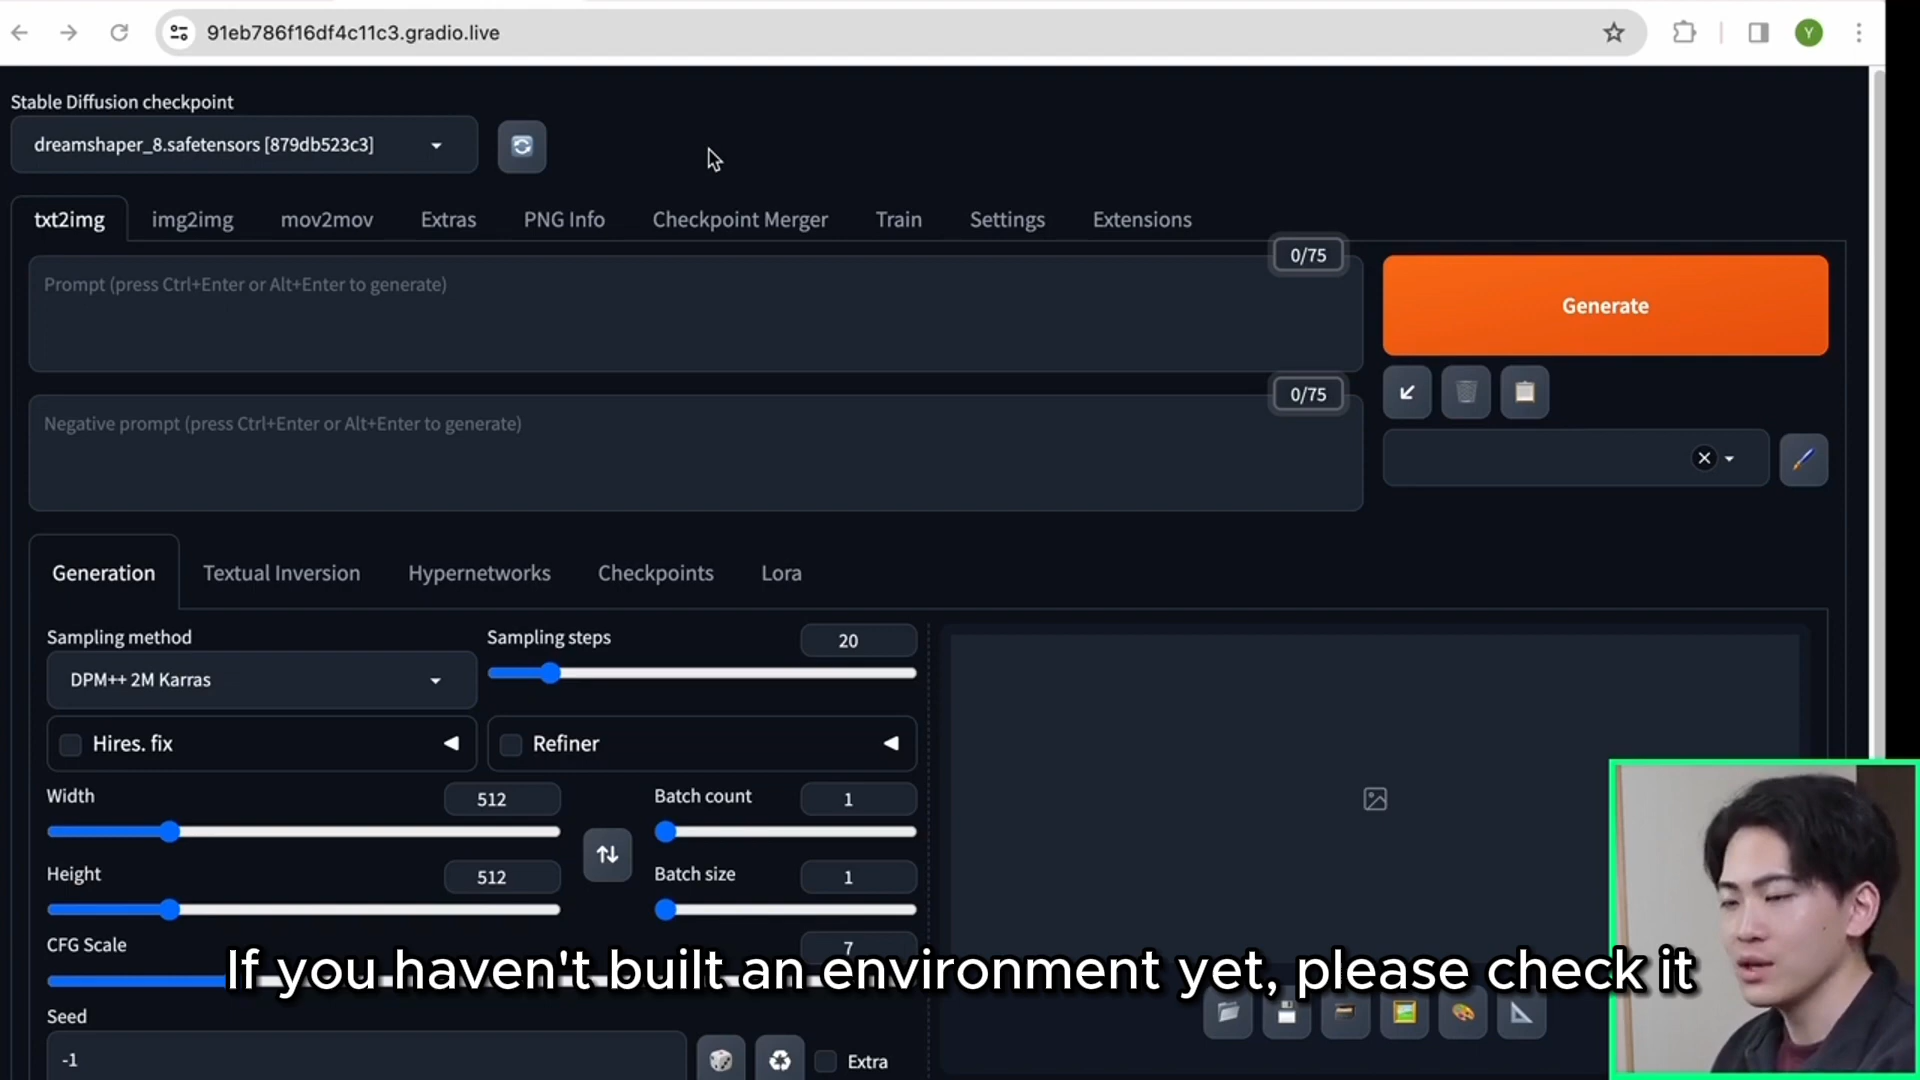 91eb786f16df4c11c3.gradio.live
Y
Stable Diffusion checkpoint
dreamshaper_8.safetensors [879db523c3]
txt2img
img2img
mov2mov
Extras
PNG Info
Checkpoint Merger
Train
Settings
Extensions
0/75
Prompt (press Ctrl+Enter or Alt+Enter to generate)
Generate
0/75
Negative prompt (press Ctrl+Enter or Alt+Enter to generate)
Generation
Textual Inversion
Hypernetworks
Checkpoints
Lora
Sampling method
DPM++ 2M Karras
Sampling steps
20
Hires. fix
Refiner
Width
512
Batch count
1
Height
512
Batch size
1
CFG Scale
7
If you haven't built an environment yet, please check it
Seed
-1
Extra